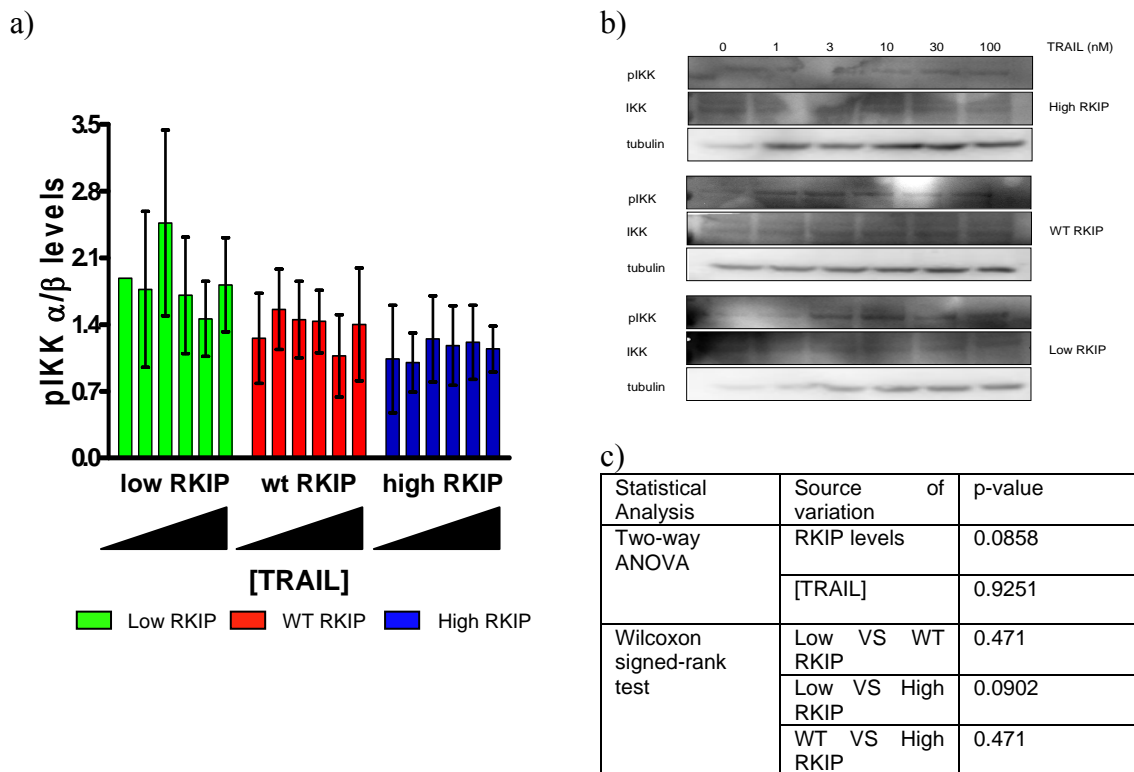 a)
3.5
2.8
2.1
1.4
0.7
0.0
pIKK α/β levels
low RKIP wt RKIP high RKIP
[TRAIL]
Low RKIP WT RKIP High RKIP
b)
0 1 3 10 30 100 TRAIL (nM)
pIKK
IKK High RKIP
tubulin
pIKK
IKK WT RKIP
tubulin
pIKK
IKK Low RKIP
tubulin
c)
Statistical Analysis Source of variation p-value
Two-way ANOVA RKIP levels 0.0858
[TRAIL] 0.9251
Wilcoxon signed-rank test Low VS WT RKIP 0.471
Low VS High RKIP 0.0902
WT VS High RKIP 0.471